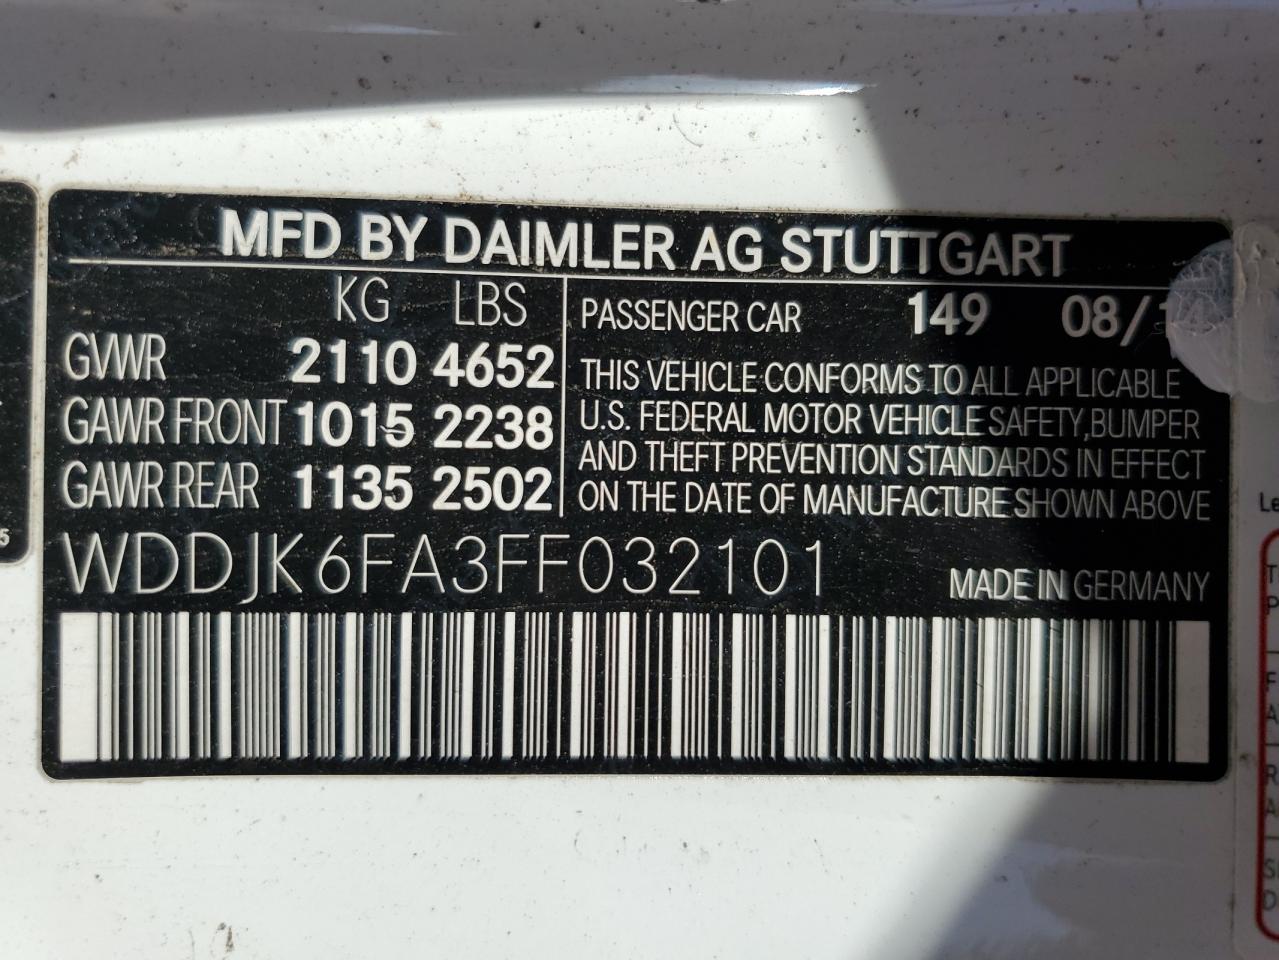 MFD BY DAIMLER AG STUTTGART
KG LBS
GVWR 2110 4652
GAWR FRONT 1015 2238
GAWR REAR 1135 2502
PASSENGER CAR 149 08/14
THIS VEHICLE CONFORMS TO ALL APPLICABLE
U.S. FEDERAL MOTOR VEHICLE SAFETY,BUMPER
AND THEFT PREVENTION STANDARDS IN EFFECT
ON THE DATE OF MANUFACTURE SHOWN ABOVE
WDDJK6FA3FF032101
MADE IN GERMANY